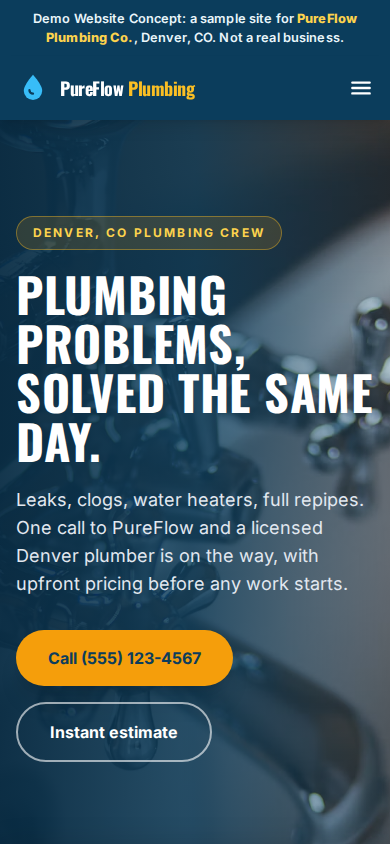 Demo Website Concept: a sample site for PureFlow
Plumbing Co., Denver, CO. Not a real business.
PureFlow Plumbing
DENVER, CO PLUMBING CREW
PLUMBING
PROBLEMS,
SOLVED THE SAME
DAY.
Leaks, clogs, water heaters, full repipes.
One call to PureFlow and a licensed
Denver plumber is on the way, with
upfront pricing before any work starts.
Call (555) 123-4567
Instant estimate